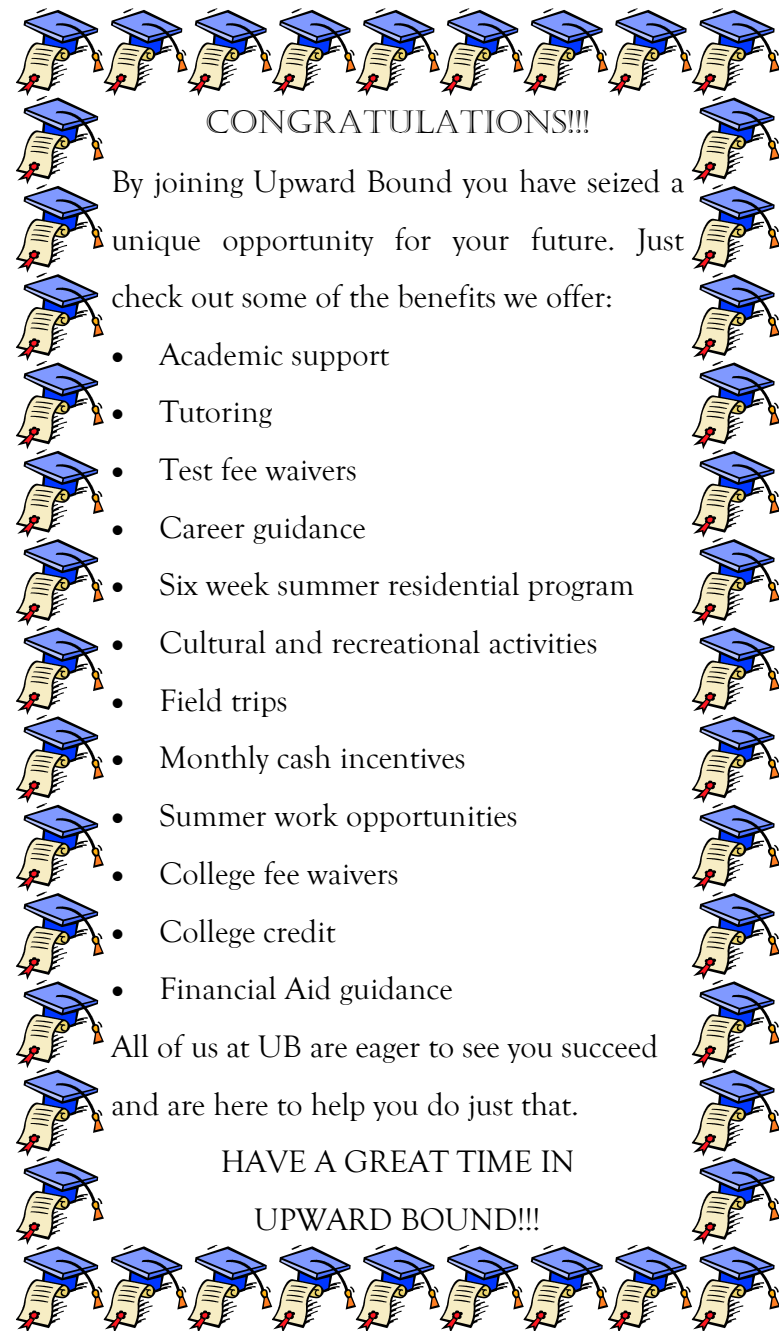 CONGRATULATIONS!!!
By joining Upward Bound you have seized a
unique opportunity for your future. Just
check out some of the benefits we offer:
• Academic support
• Tutoring
• Test fee waivers
• Career guidance
• Six week summer residential program
• Cultural and recreational activities
• Field trips
• Monthly cash incentives
• Summer work opportunities
• College fee waivers
• College credit
• Financial Aid guidance
All of us at UB are eager to see you succeed
and are here to help you do just that.
HAVE A GREAT TIME IN
UPWARD BOUND!!!